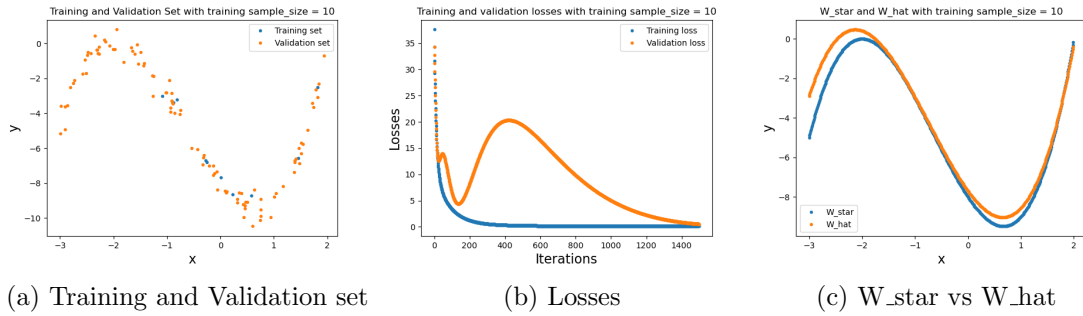 Training and Validation Set with training sample_size = 10
Training set
Validation set
0
−2
−4
−6
−8
−10
y
−3 −2 −1 0 1 2
x
(a) Training and Validation set
Training and validation losses with training sample_size = 10
Training loss
Validation loss
35
30
25
20
15
10
5
0
Losses
0 200 400 600 800 1000 1200 1400
Iterations
(b) Losses
W_star and W_hat with training sample_size = 10
0
−2
−4
−6
−8
y
W_star
W_hat
−3 −2 −1 0 1 2
x
(c) W_star vs W_hat